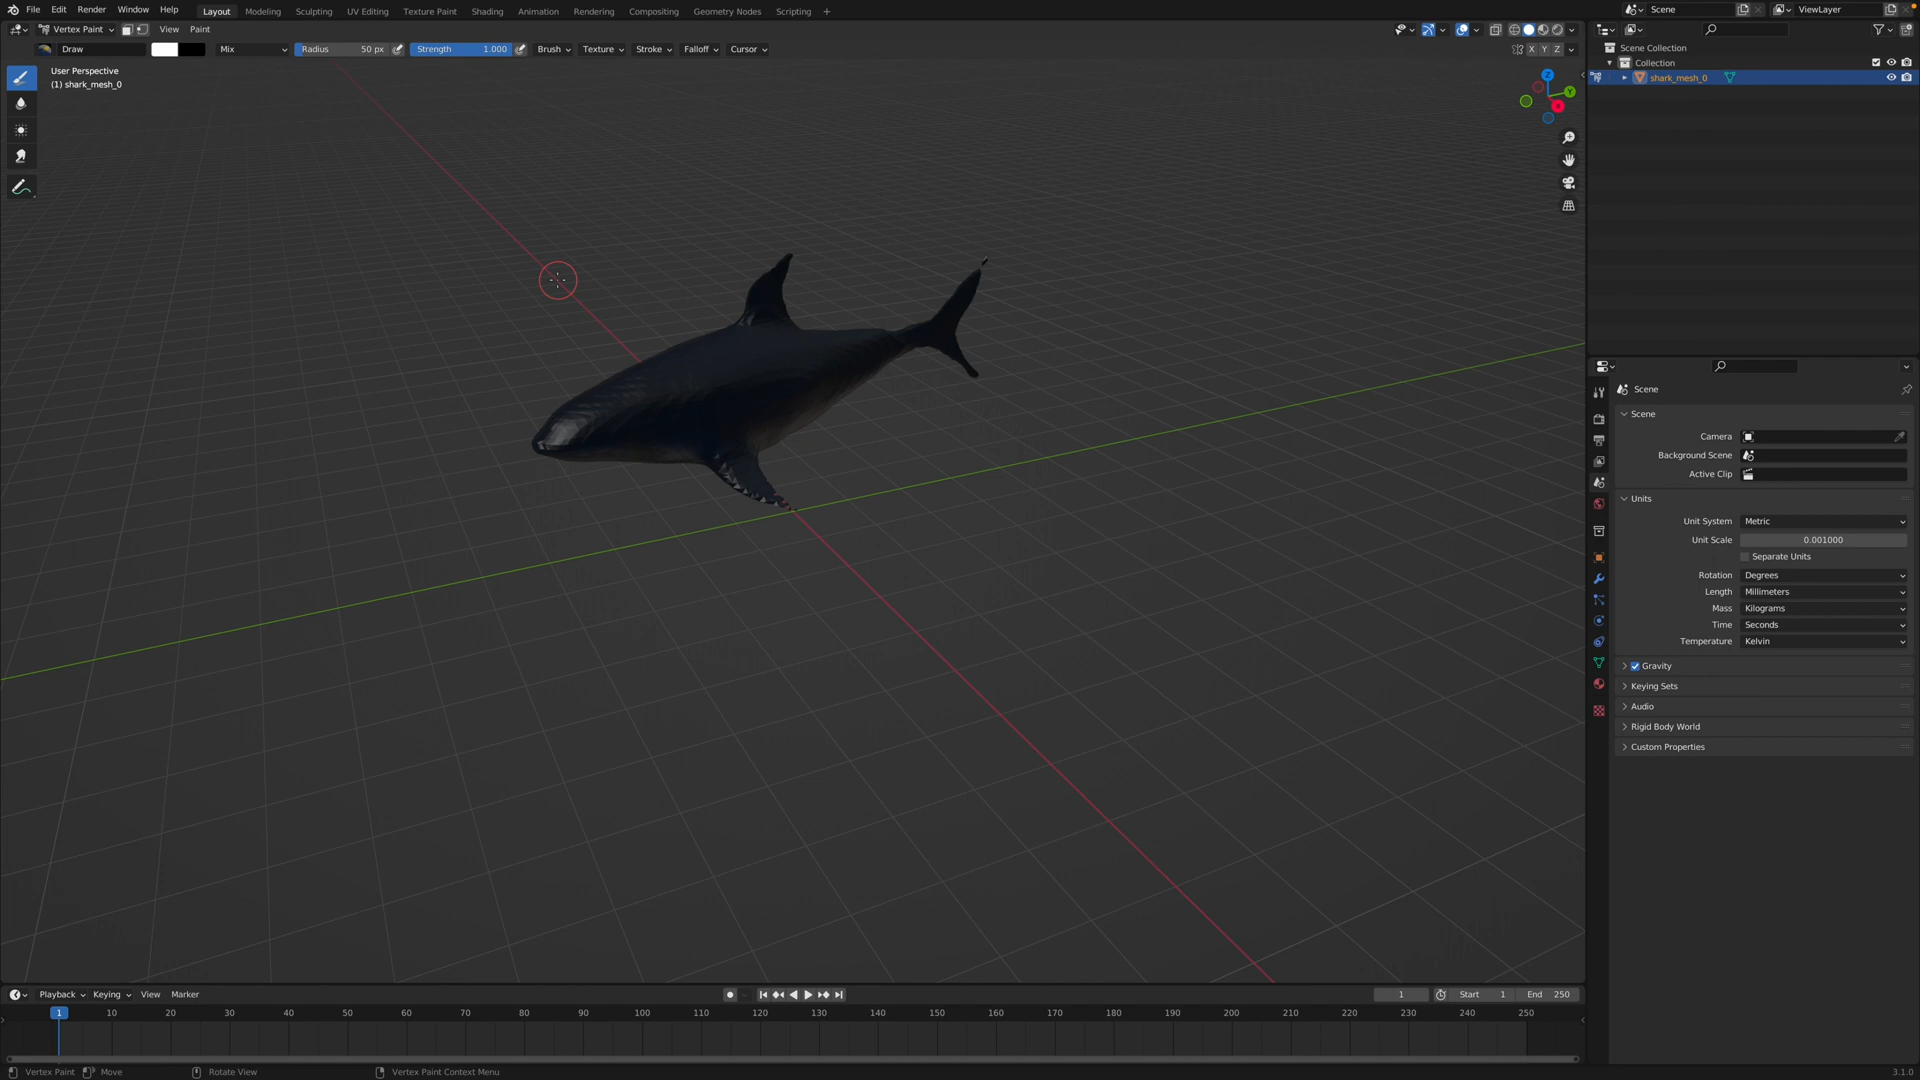 File Edit Render Window Help Layout Modeling Sculpting UV Editing Texture Paint Shading Animation Rendering Compositing Geometry Nodes Scripting + Scene ViewLayer
Vertex Paint View Paint
Draw Mix Radius 50 px Strength 1.000 Brush Texture Stroke Falloff Cursor X Y Z
User Perspective
(1) shark_mesh_0
Z
Y
X
Scene Collection
Collection
shark_mesh_0
Scene
Scene
Camera
Background Scene
Active Clip
Units
Unit System Metric
Unit Scale 0.001000
Separate Units
Rotation Degrees
Length Millimeters
Mass Kilograms
Time Seconds
Temperature Kelvin
Gravity
Keying Sets
Audio
Rigid Body World
Custom Properties
Playback Keying View Marker 1 Start 1 End 250
1 10 20 30 40 50 60 70 80 90 100 110 120 130 140 150 160 170 180 190 200 210 220 230 240 250
Vertex Paint Move Rotate View Vertex Paint Context Menu 3.1.0